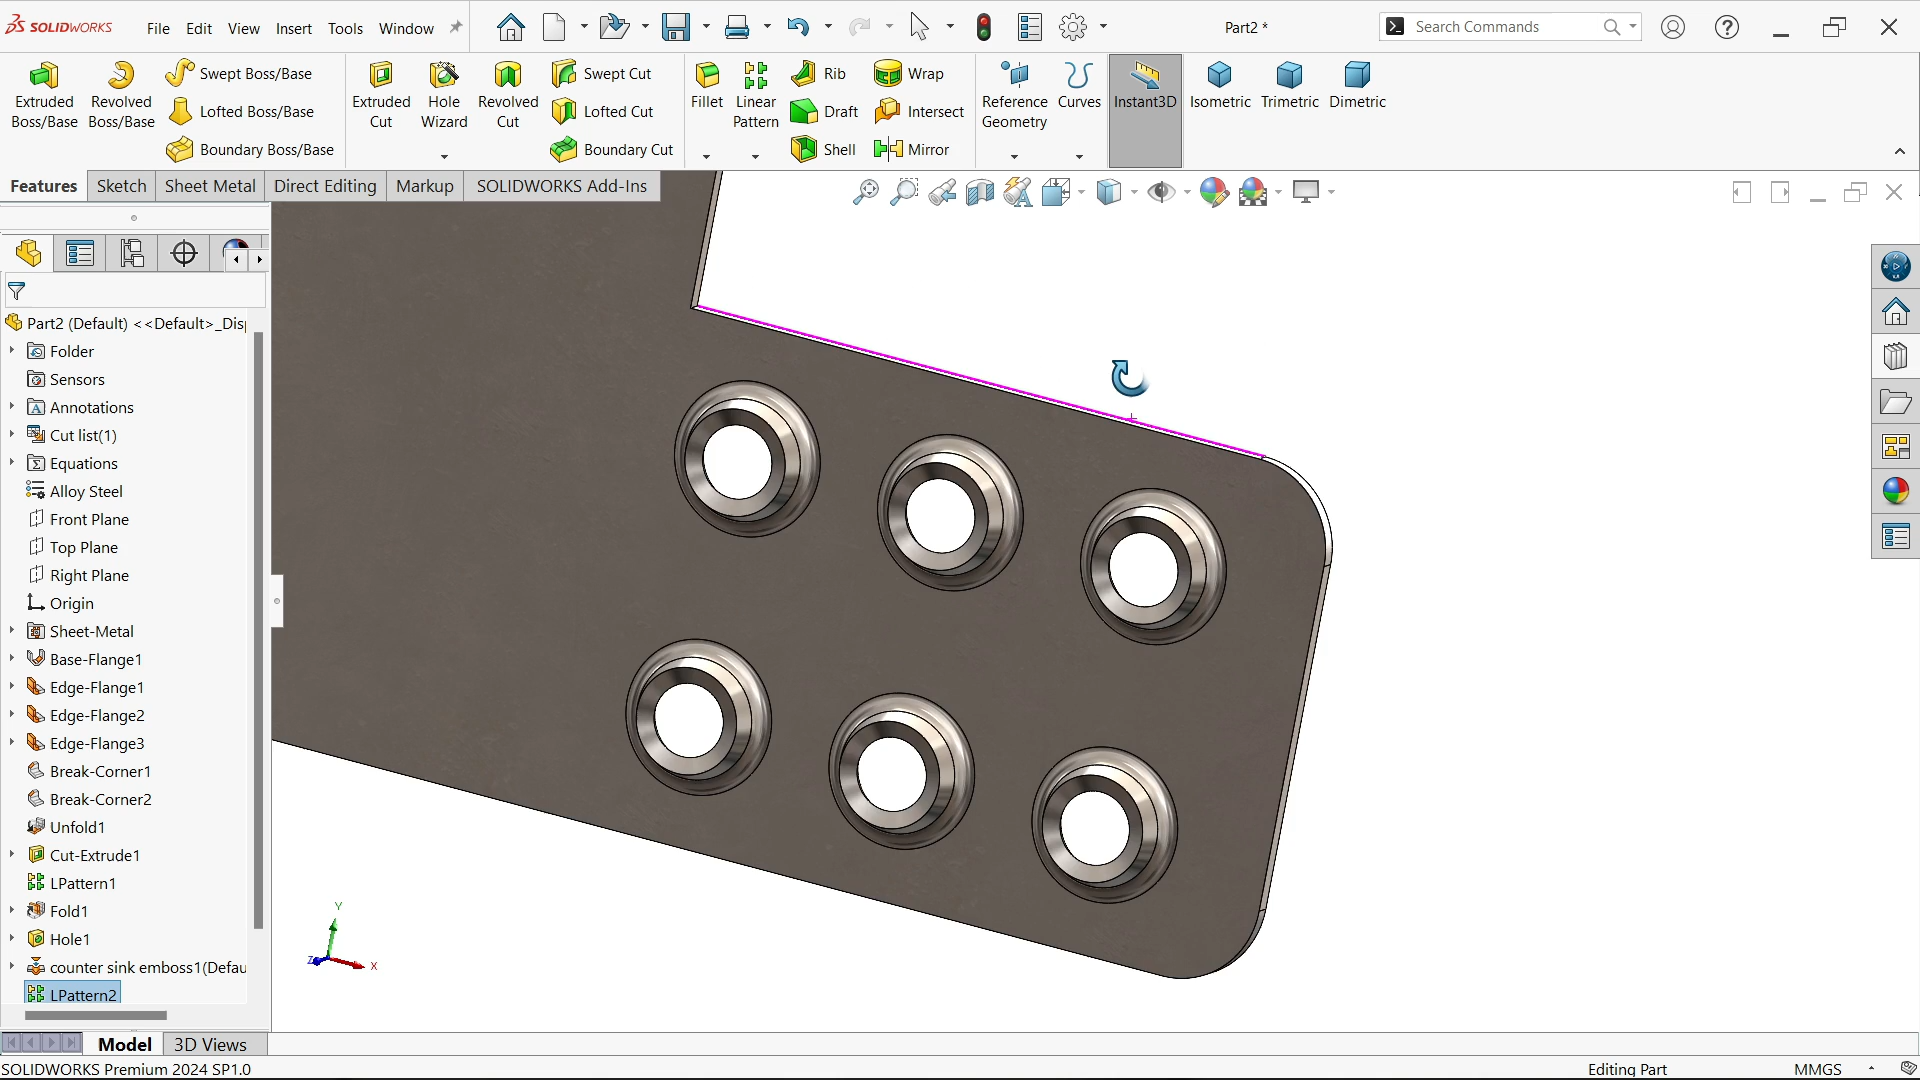 SOLIDWORKS
File
Edit
View
Insert
Tools
Window
Part2 *
Search Commands
Extruded
Boss/Base
Revolved
Boss/Base
Swept Boss/Base
Lofted Boss/Base
Boundary Boss/Base
Extruded
Cut
Hole
Wizard
Revolved
Cut
Swept Cut
Lofted Cut
Boundary Cut
Fillet
Linear
Pattern
Rib
Draft
Shell
Wrap
Intersect
Mirror
Reference
Geometry
Curves
Instant3D
Isometric
Trimetric
Dimetric
Features
Sketch
Sheet Metal
Direct Editing
Markup
SOLIDWORKS Add-Ins
Part2 (Default) <<Default>_Disp
Folder
Sensors
Annotations
Cut list(1)
Equations
Alloy Steel
Front Plane
Top Plane
Right Plane
Origin
Sheet-Metal
Base-Flange1
Edge-Flange1
Edge-Flange2
Edge-Flange3
Break-Corner1
Break-Corner2
Unfold1
Cut-Extrude1
LPattern1
Fold1
Hole1
counter sink emboss1(Defau
LPattern2
Y
Z
X
Model
3D Views
SOLIDWORKS Premium 2024 SP1.0
Editing Part
MMGS